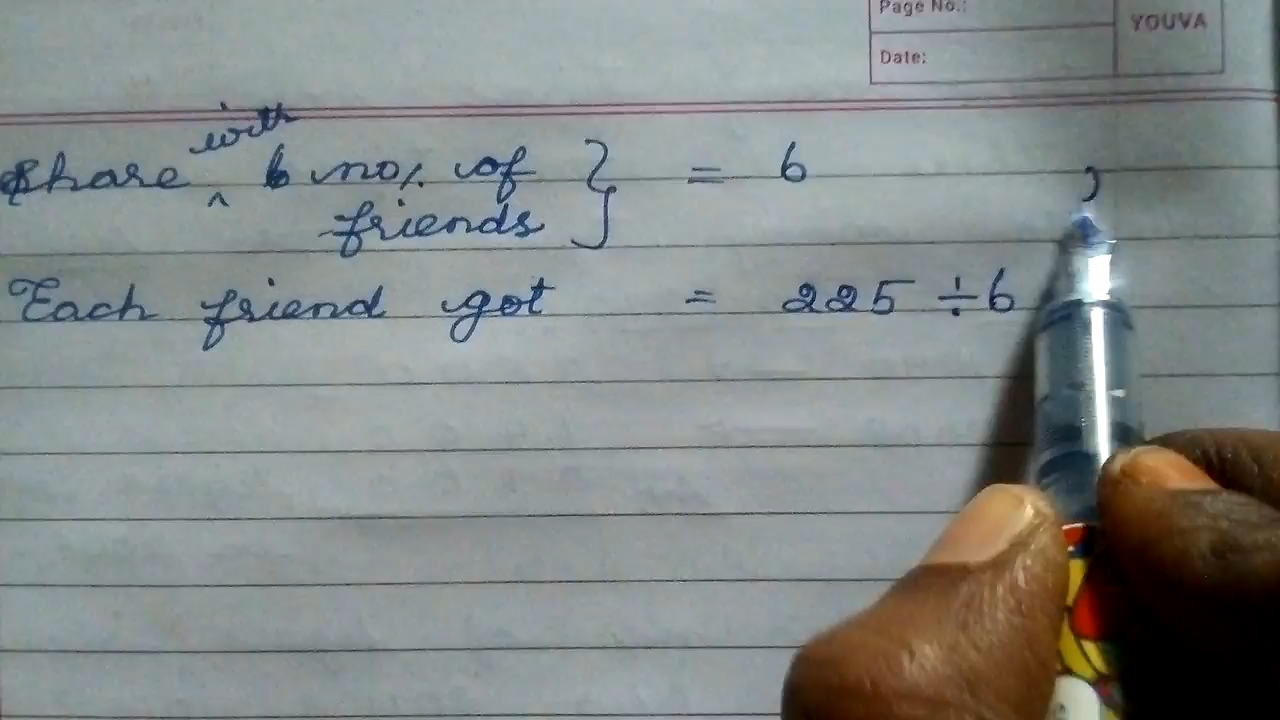 Page No.:
YOUVA
Date:
with
Share ^ 6 no. of } = 6
friends
Each friend got = 225 ÷ 6